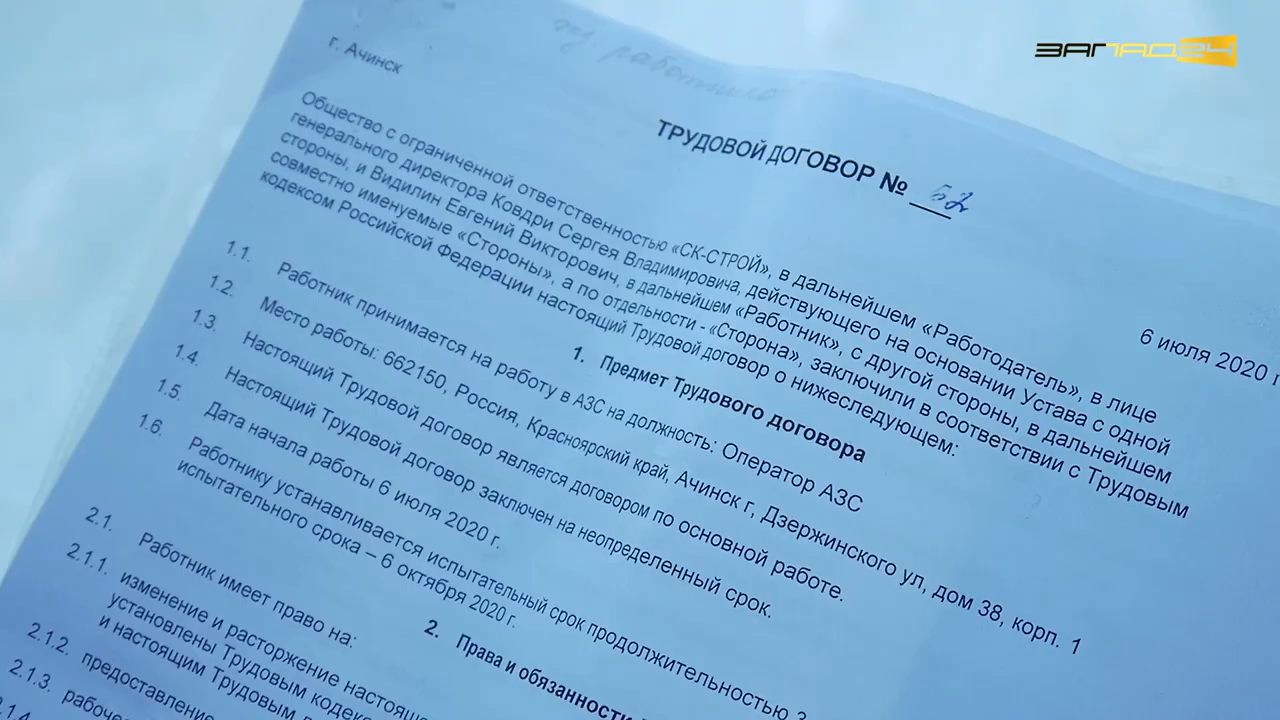 ЗАПАД24
г. Ачинск
ТРУДОВОЙ ДОГОВОР № 52
6 июля 2020 г
Общество с ограниченной ответственностью «СК-СТРОЙ», в дальнейшем «Работодатель», в лице
генерального директора Ковдри Сергея Владимировича, действующего на основании Устава с одной
стороны, и Видилин Евгений Викторович, в дальнейшем «Работник», с другой стороны, в дальнейшем
совместно именуемые «Стороны», а по отдельности - «Сторона», заключили в соответствии с Трудовым
кодексом Российской Федерации настоящий Трудовой договор о нижеследующем:
1. Предмет Трудового договора
1.1. Работник принимается на работу в АЗС на должность: Оператор АЗС
1.2. Место работы: 662150, Россия, Красноярский край, Ачинск г, Дзержинского ул, дом 38, корп. 1
1.3. Настоящий Трудовой договор является договором по основной работе.
1.4. Настоящий Трудовой договор заключен на неопределенный срок.
1.5. Дата начала работы 6 июля 2020 г.
1.6. Работнику устанавливается испытательный срок продолжительностью 3
испытательного срока – 6 октября 2020 г.
2. Права и обязанности
2.1. Работник имеет право на:
2.1.1. изменение и расторжение настоящ
установлены Трудовым кодек
и настоящим Трудовым
2.1.2. предоставление
2.1.3. рабоче